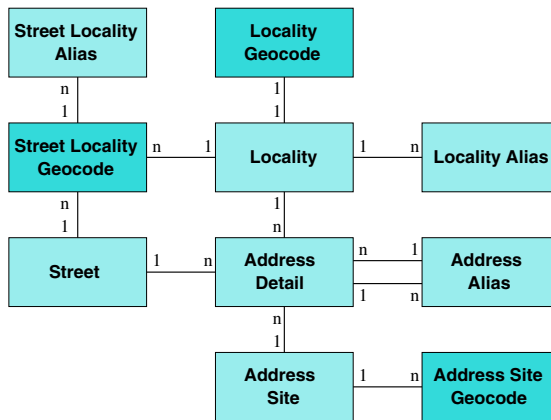 Street Locality
Alias
Locality
Geocode
n
1
1
1
Street Locality
Geocode
n
1
Locality
1
n
Locality Alias
n
1
1
n
Street
1
n
Address
Detail
n
1
1
n
Address
Alias
n
1
Address
Site
1
n
Address Site
Geocode